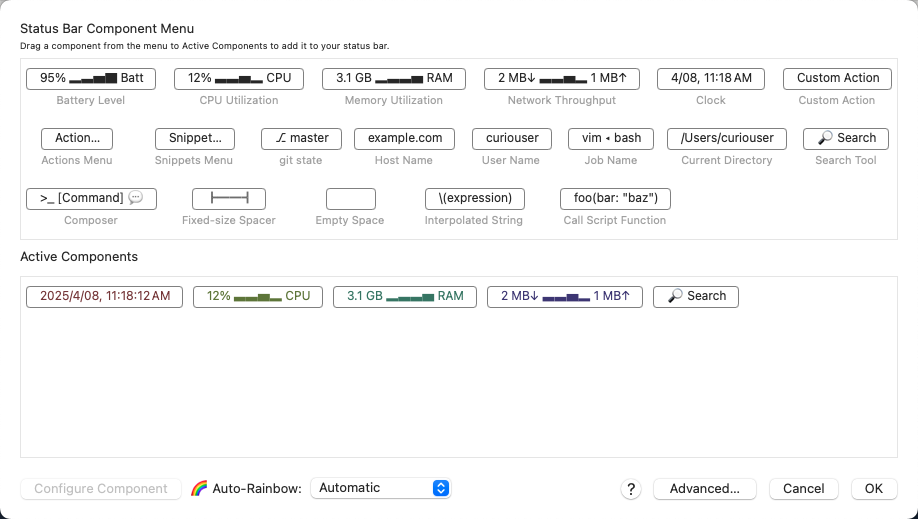 Status Bar Component Menu
Drag a component from the menu to Active Components to add it to your status bar.
95% ▂▃▅▇ Batt 12% ▂▂▅▁ CPU 3.1 GB ▁▂▂▅ RAM 2 MB↓ ▂▂▅▁ 1 MB↑ 4/08, 11:18 AM Custom Action
Battery Level CPU Utilization Memory Utilization Network Throughput Clock Custom Action
Action… Snippet… ⎇ master example.com curiouser vim ◂ bash /Users/curiouser 🔎 Search
Actions Menu Snippets Menu git state Host Name User Name Job Name Current Directory Search Tool
>_ [Command] 💬 \(expression) foo(bar: "baz")
Composer Fixed-size Spacer Empty Space Interpolated String Call Script Function
Active Components
2025/4/08, 11:18:12 AM 12% ▂▂▅▁ CPU 3.1 GB ▁▂▂▅ RAM 2 MB↓ ▂▂▅▁ 1 MB↑ 🔎 Search
Configure Component 🌈 Auto-Rainbow: Automatic ? Advanced... Cancel OK